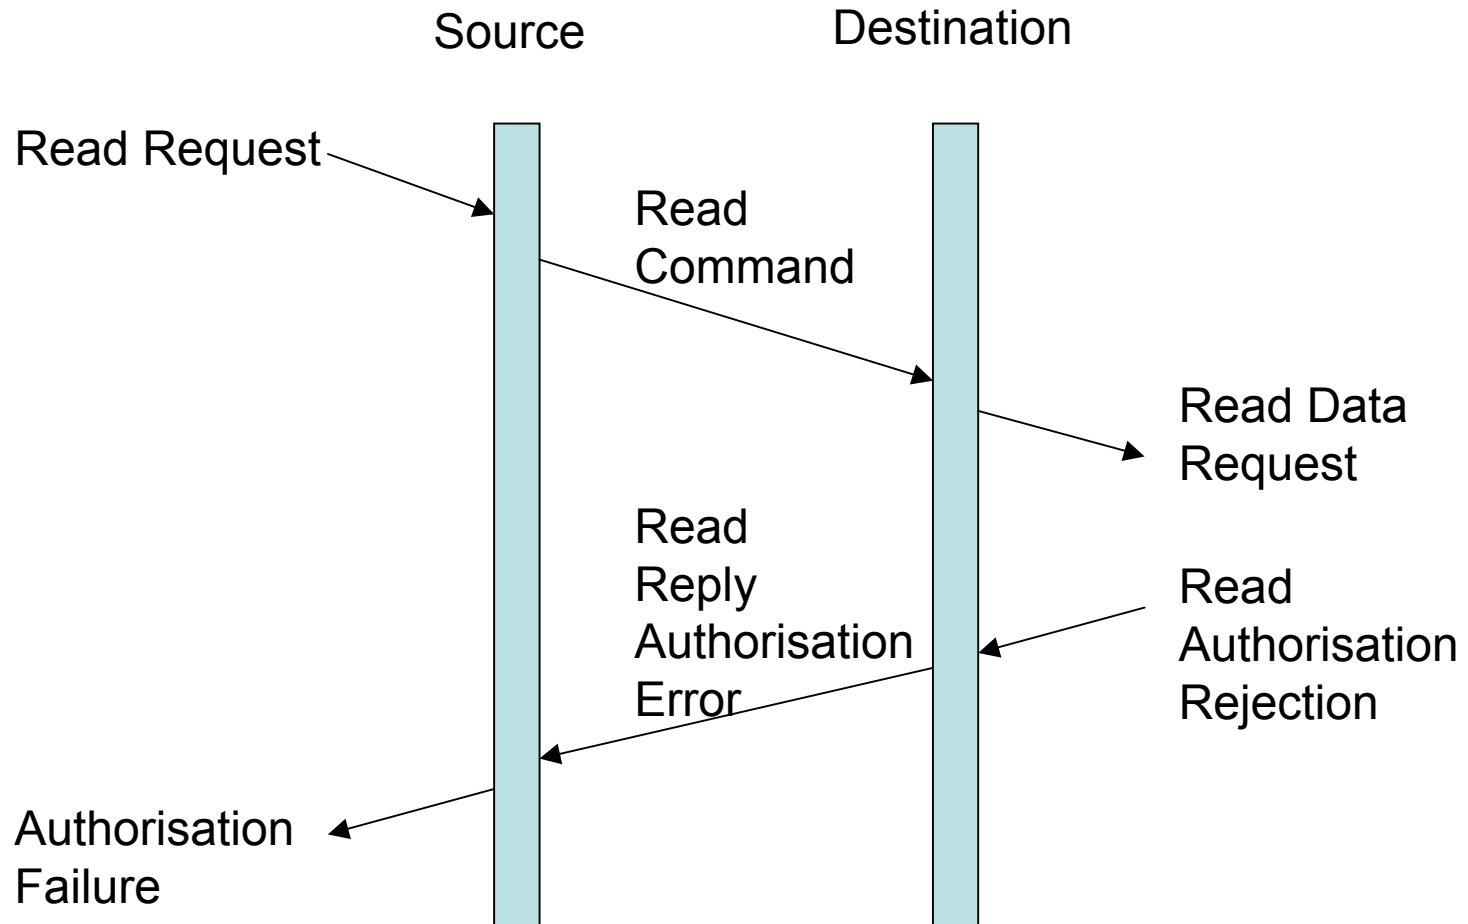 Source
Destination
Read Request
Read
Command
Read Data
Request
Read
Reply
Authorisation
Error
Read
Authorisation
Rejection
Authorisation
Failure